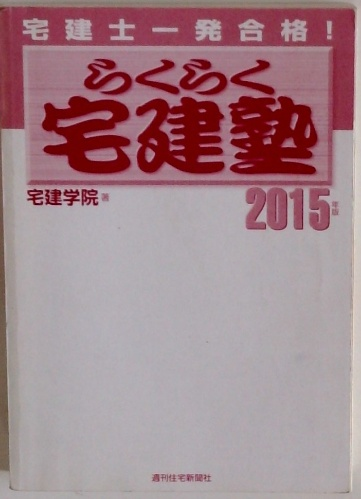 宅建士一発合格!
らくらく
宅建塾
宅建学院 著
2015年版
週刊住宅新聞社